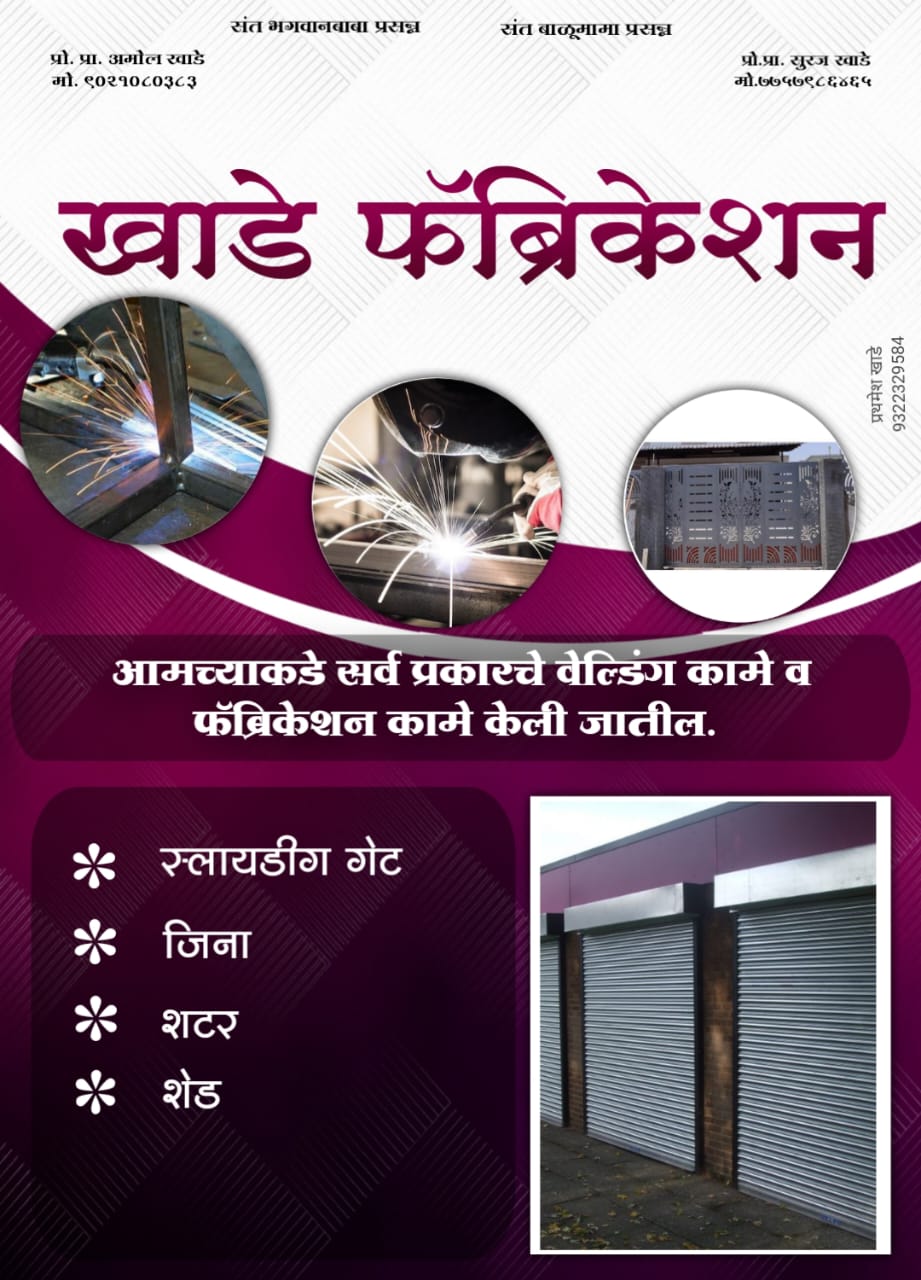 संत भगवानबाबा प्रसन्न
संत बाळूमामा प्रसन्न
प्रो. प्रा. अमोल खाडे
मो. ९०२१०८०३८३
प्रो.प्रा. सुरज खाडे
मो.७७५७९८६४६५
खाडे फॅब्रिकेशन
प्रथमेश खाडे
9322329584
आमच्याकडे सर्व प्रकारचे वेल्डिंग कामे व
फॅब्रिकेशन कामे केली जातील.
स्लायडीग गेट
जिना
शटर
शेड